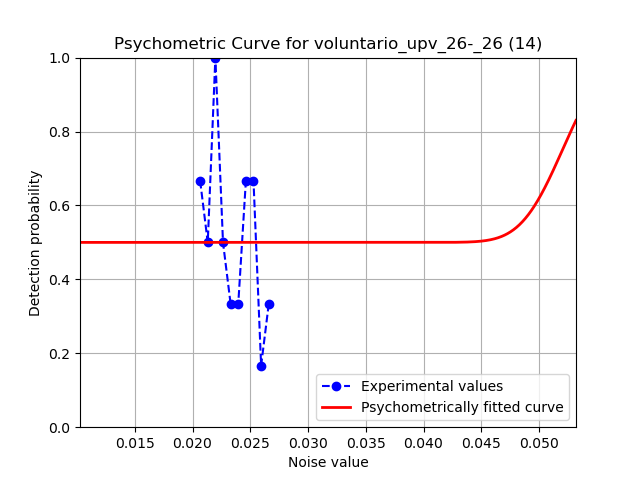 Psychometric Curve for voluntario_upv_26-_26 (14)
1.0
0.8
0.6
0.4
0.2
0.0
Detection probability
0.015 0.020 0.025 0.030 0.035 0.040 0.045 0.050
Noise value
Experimental values
Psychometrically fitted curve